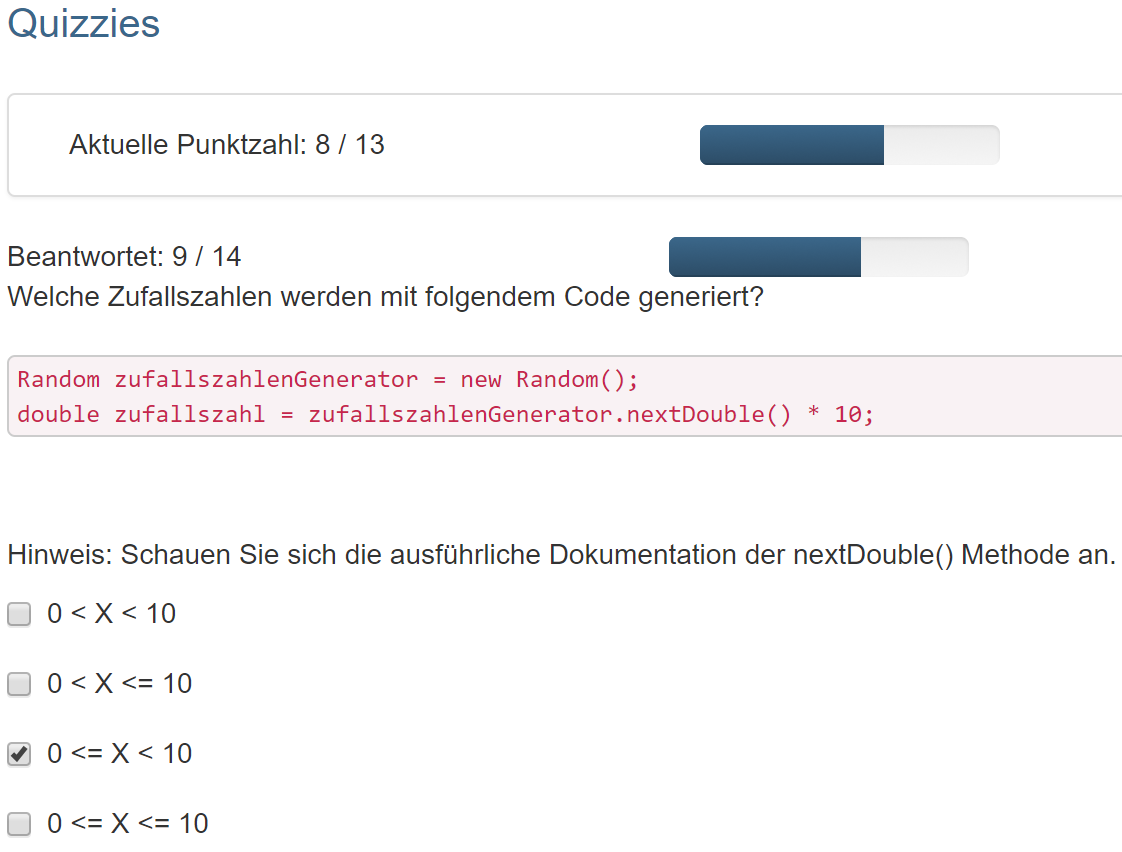 Quizzies
Aktuelle Punktzahl: 8 / 13
Beantwortet: 9 / 14
Welche Zufallszahlen werden mit folgendem Code generiert?
Random zufallszahlenGenerator = new Random();
double zufallszahl = zufallszahlenGenerator.nextDouble() * 10;
Hinweis: Schauen Sie sich die ausführliche Dokumentation der nextDouble() Methode an.
0 < X < 10
0 < X <= 10
0 <= X < 10
0 <= X <= 10